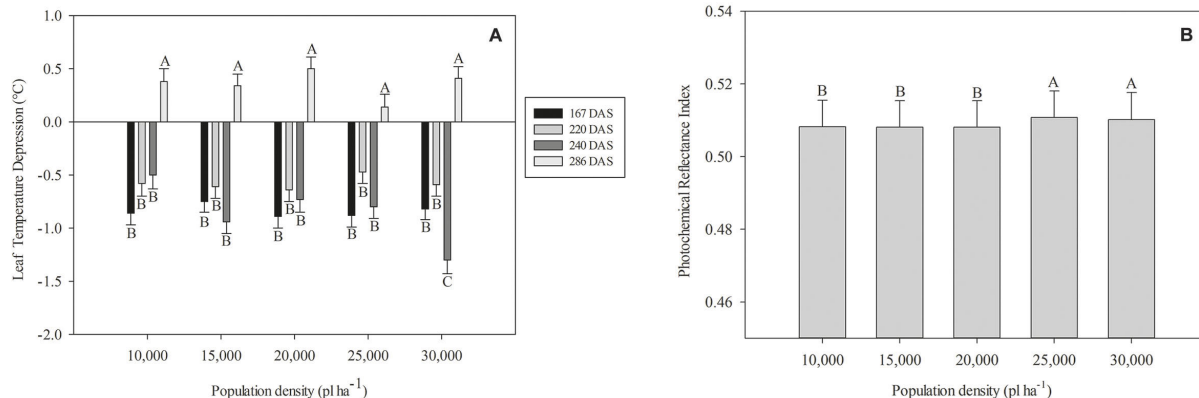 A
1.0
0.5
0.0
-0.5
-1.0
-1.5
-2.0
Leaf Temperature Depression (°C)
A A A A A
B B B B B B B B B B B B B B C
167 DAS
220 DAS
240 DAS
286 DAS
10,000 15,000 20,000 25,000 30,000
Population density (pl ha-1)
B
0.54
0.52
0.50
0.48
0.46
Photochemical Reflectance Index
B B B A A
10,000 15,000 20,000 25,000 30,000
Population density (pl ha-1)